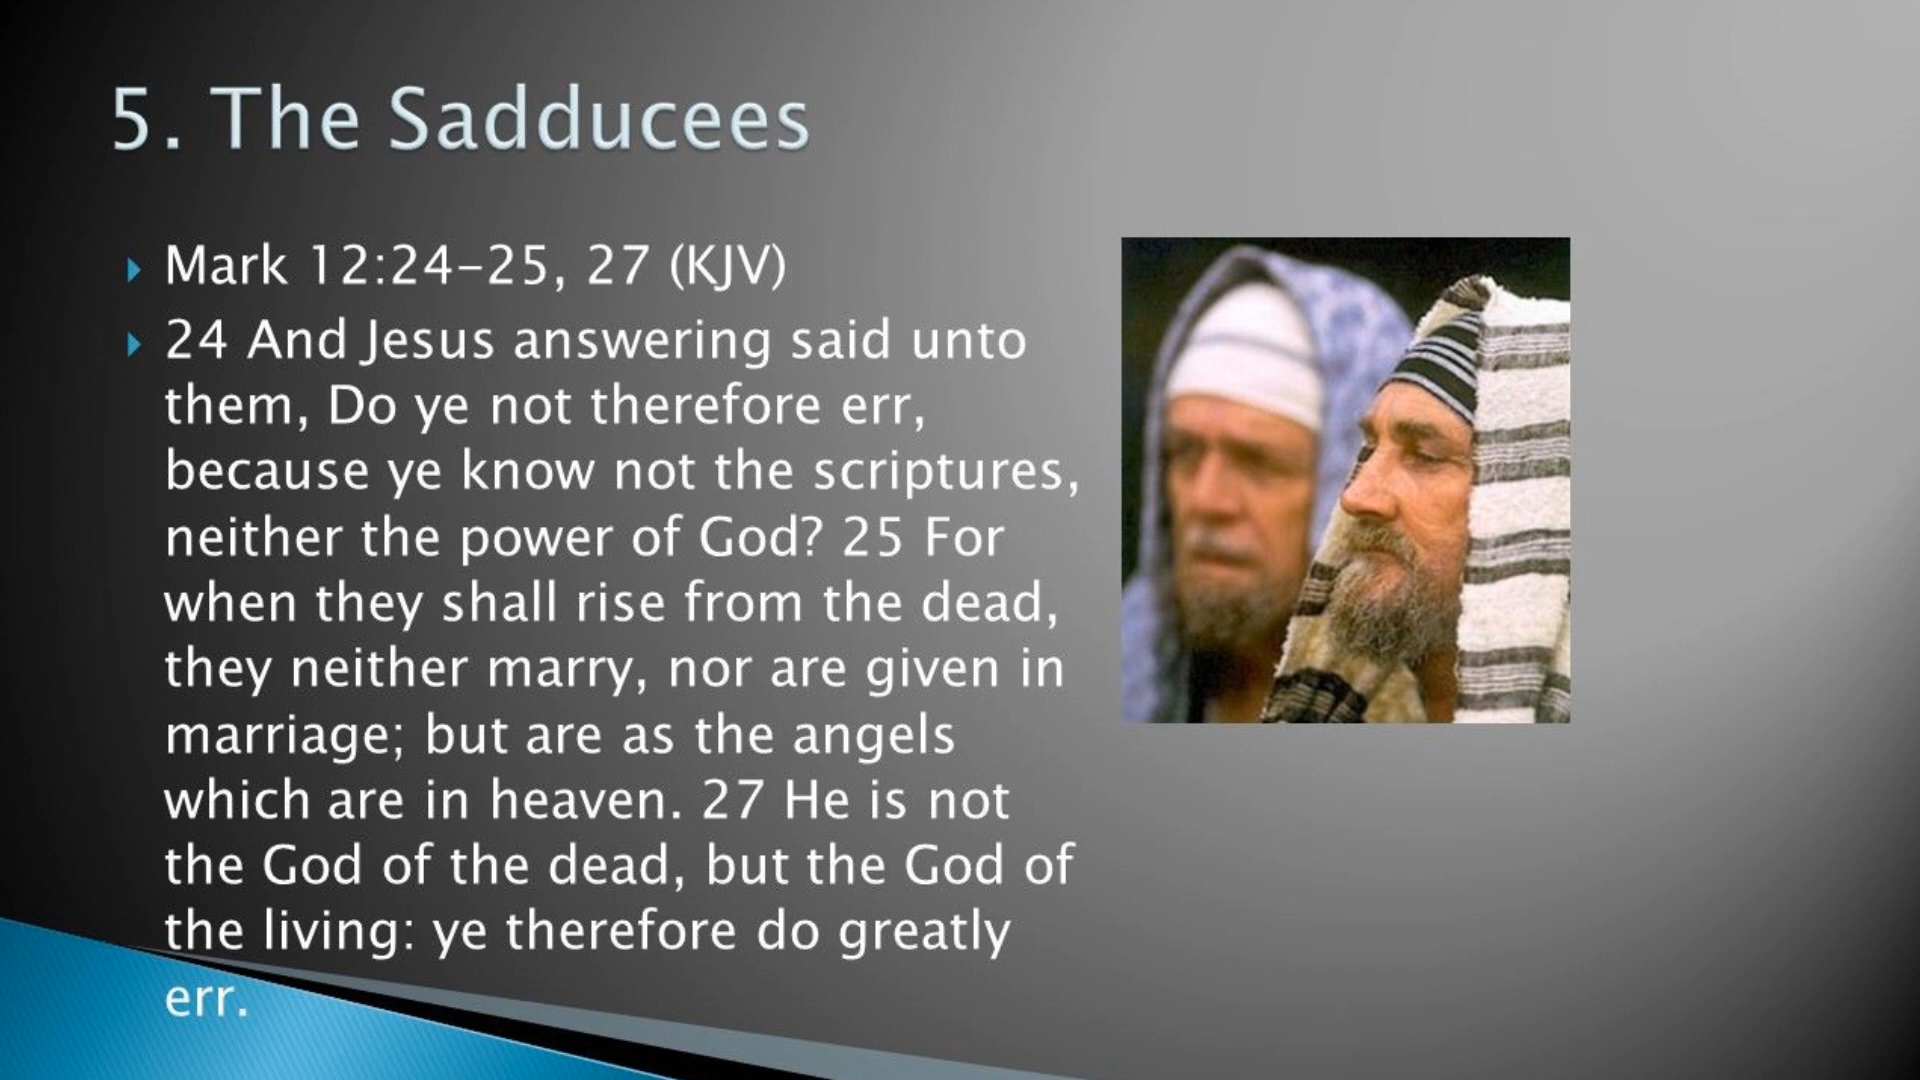 5. The Sadducees
Mark 12:24-25, 27 (KJV)
24 And Jesus answering said unto
them, Do ye not therefore err,
because ye know not the scriptures,
neither the power of God? 25 For
when they shall rise from the dead,
they neither marry, nor are given in
marriage; but are as the angels
which are in heaven. 27 He is not
the God of the dead, but the God of
the living: ye therefore do greatly
err.